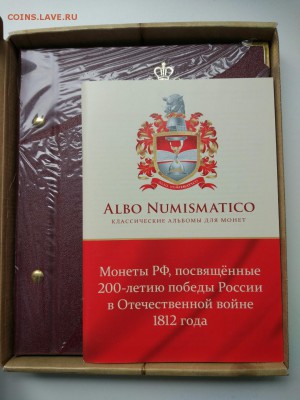 COINS.LAVE.RU
ALBO NUMISMATICO
КЛАССИЧЕСКИЕ АЛЬБОМЫ ДЛЯ МОНЕТ
Монеты РФ, посвящённые
200-летию победы России
в Отечественной войне
1812 года